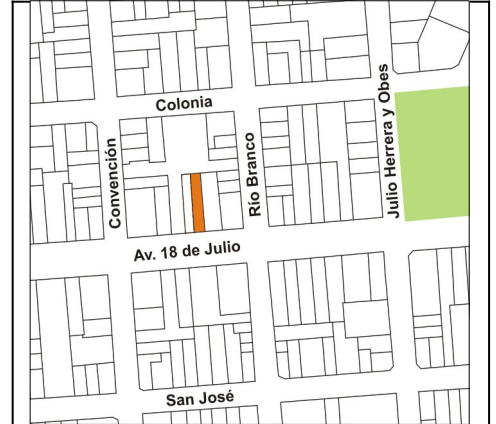 Colonia
Convención
Río Branco
Julio Herrera y Obes
Av. 18 de Julio
San José